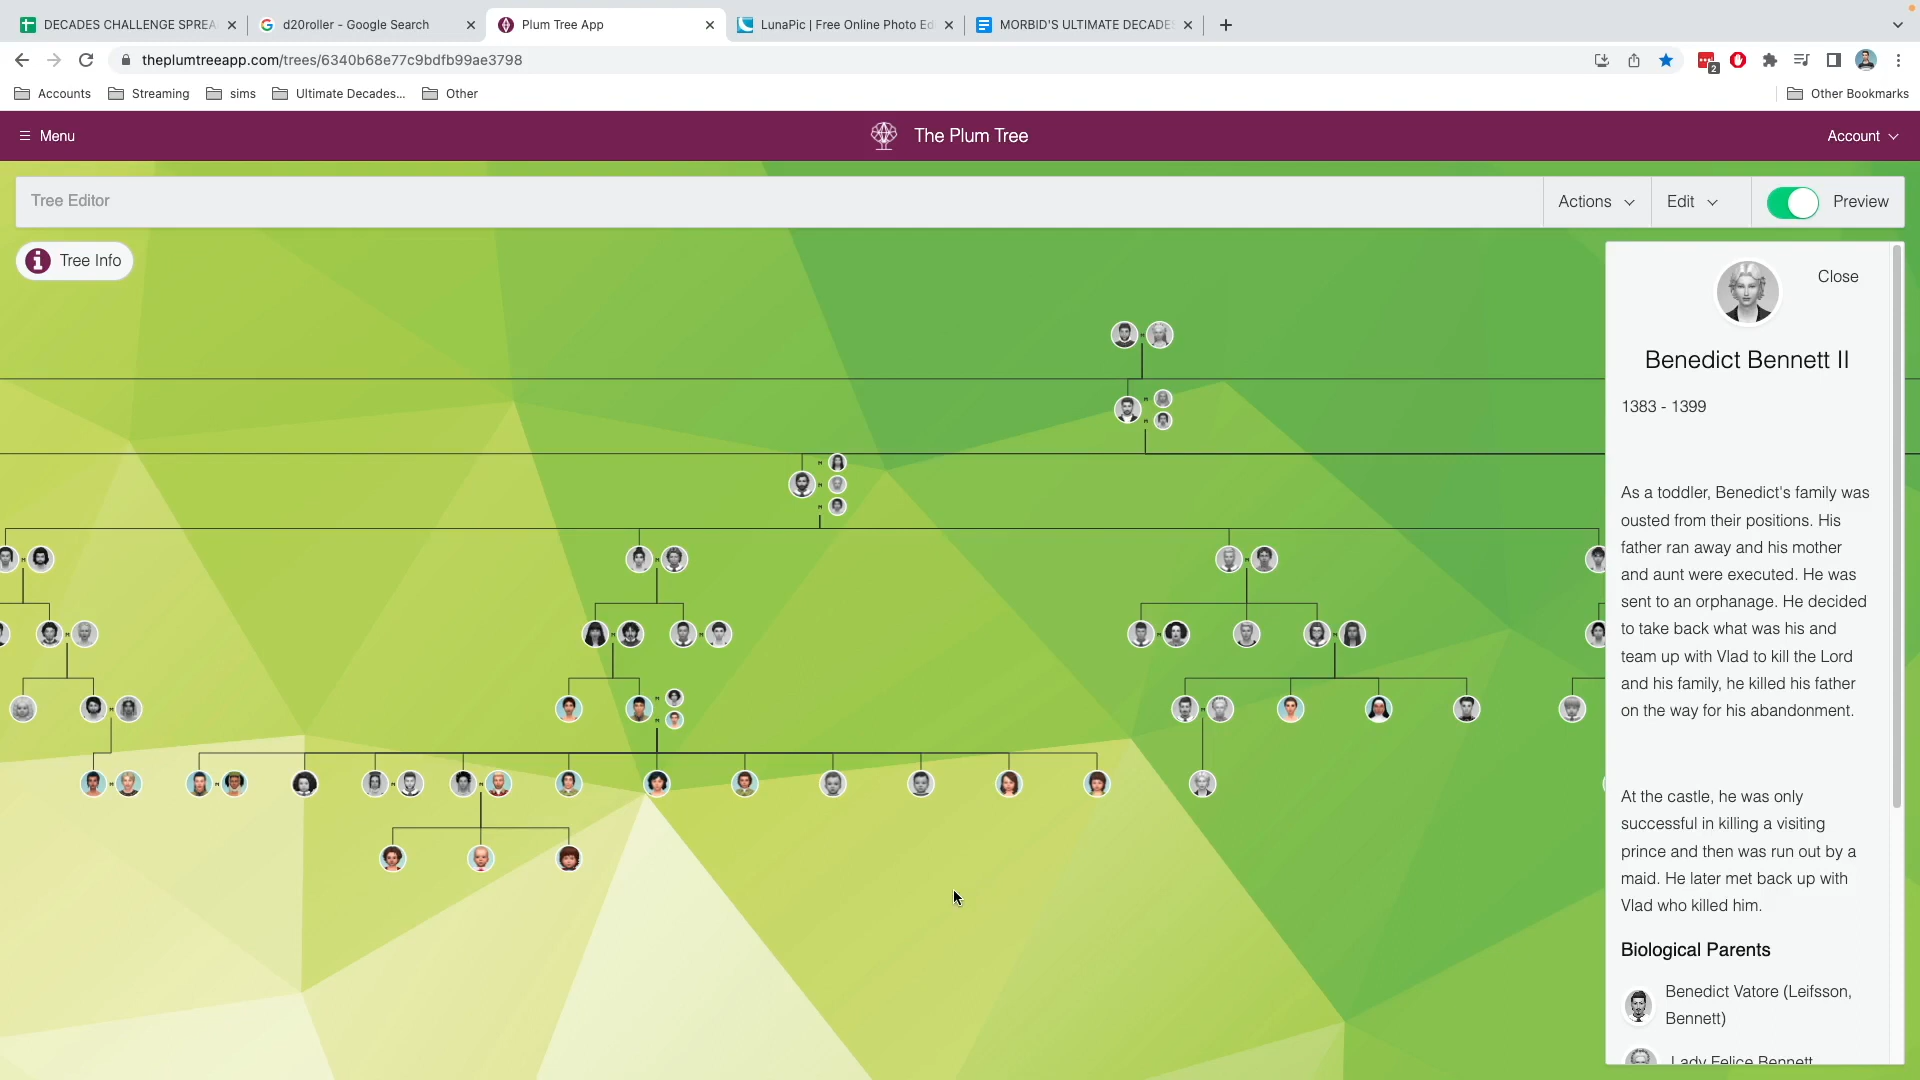 DECADES CHALLENGE SPREA
d20roller - Google Search
Plum Tree App
LunaPic | Free Online Photo Ed
MORBID'S ULTIMATE DECADES
theplumtreeapp.com/trees/6340b68e77c9bdfb99ae3798
2
Accounts
Streaming
sims
Ultimate Decades...
Other
Other Bookmarks
Menu
The Plum Tree
Account
Tree Editor
Actions
Edit
Preview
Tree Info
Close
Benedict Bennett II
1383 - 1399
As a toddler, Benedict's family was
ousted from their positions. His
father ran away and his mother
and aunt were executed. He was
sent to an orphanage. He decided
to take back what was his and
team up with Vlad to kill the Lord
and his family, he killed his father
on the way for his abandonment.
At the castle, he was only
successful in killing a visiting
prince and then was run out by a
maid. He later met back up with
Vlad who killed him.
Biological Parents
Benedict Vatore (Leifsson,
Bennett)
Lady Felice Bennett